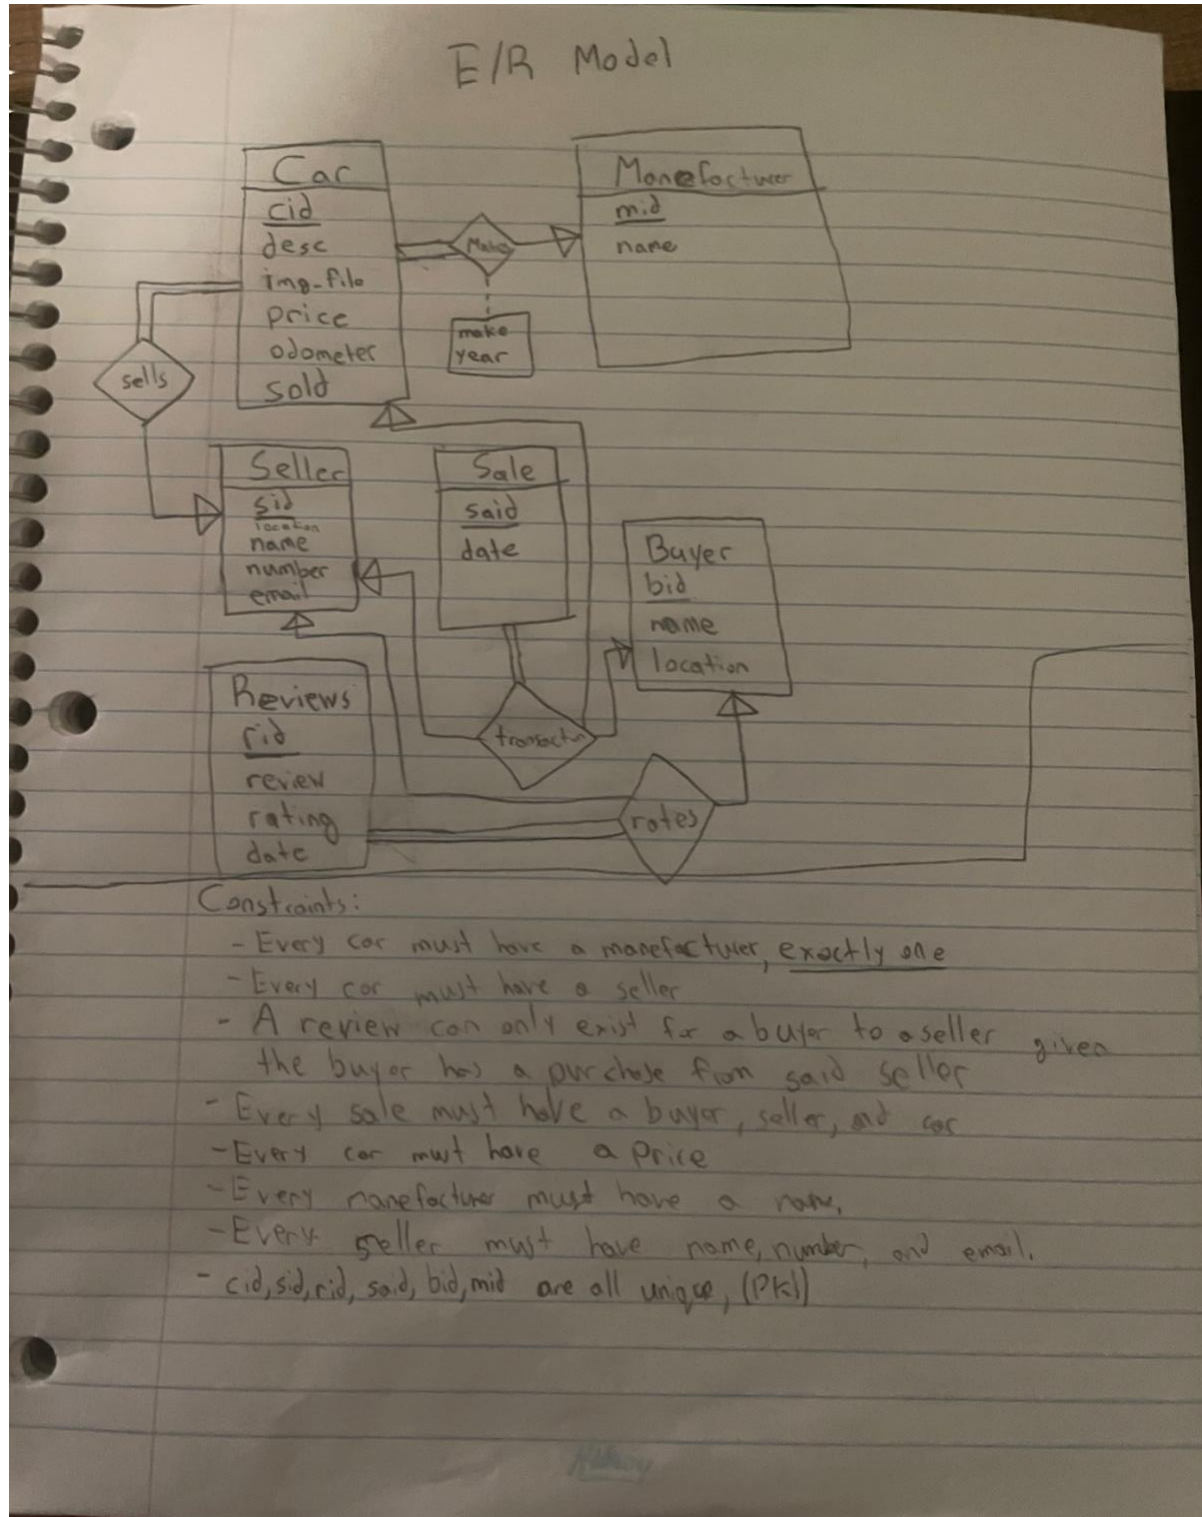 E/R Model
Car
cid
desc
img_file
price
odometer
sold
Make
make
year
Manefacturer
mid
name
sells
Seller
sid
location
name
number
email
Sale
said
date
Buyer
bid
name
location
transaction
Reviews
rid
review
rating
date
rates
Constraints:
- Every car must have a manefacturer, exactly one
- Every car must have a seller
- A review can only exist for a buyer to a seller given
the buyer has a purchase from said seller
- Every sale must have a buyer, seller, and car
- Every car must have a price
- Every manefacturer must have a name.
- Every seller must have name, number, and email.
- cid, sid, rid, said, bid, mid are all unique, (PK!)